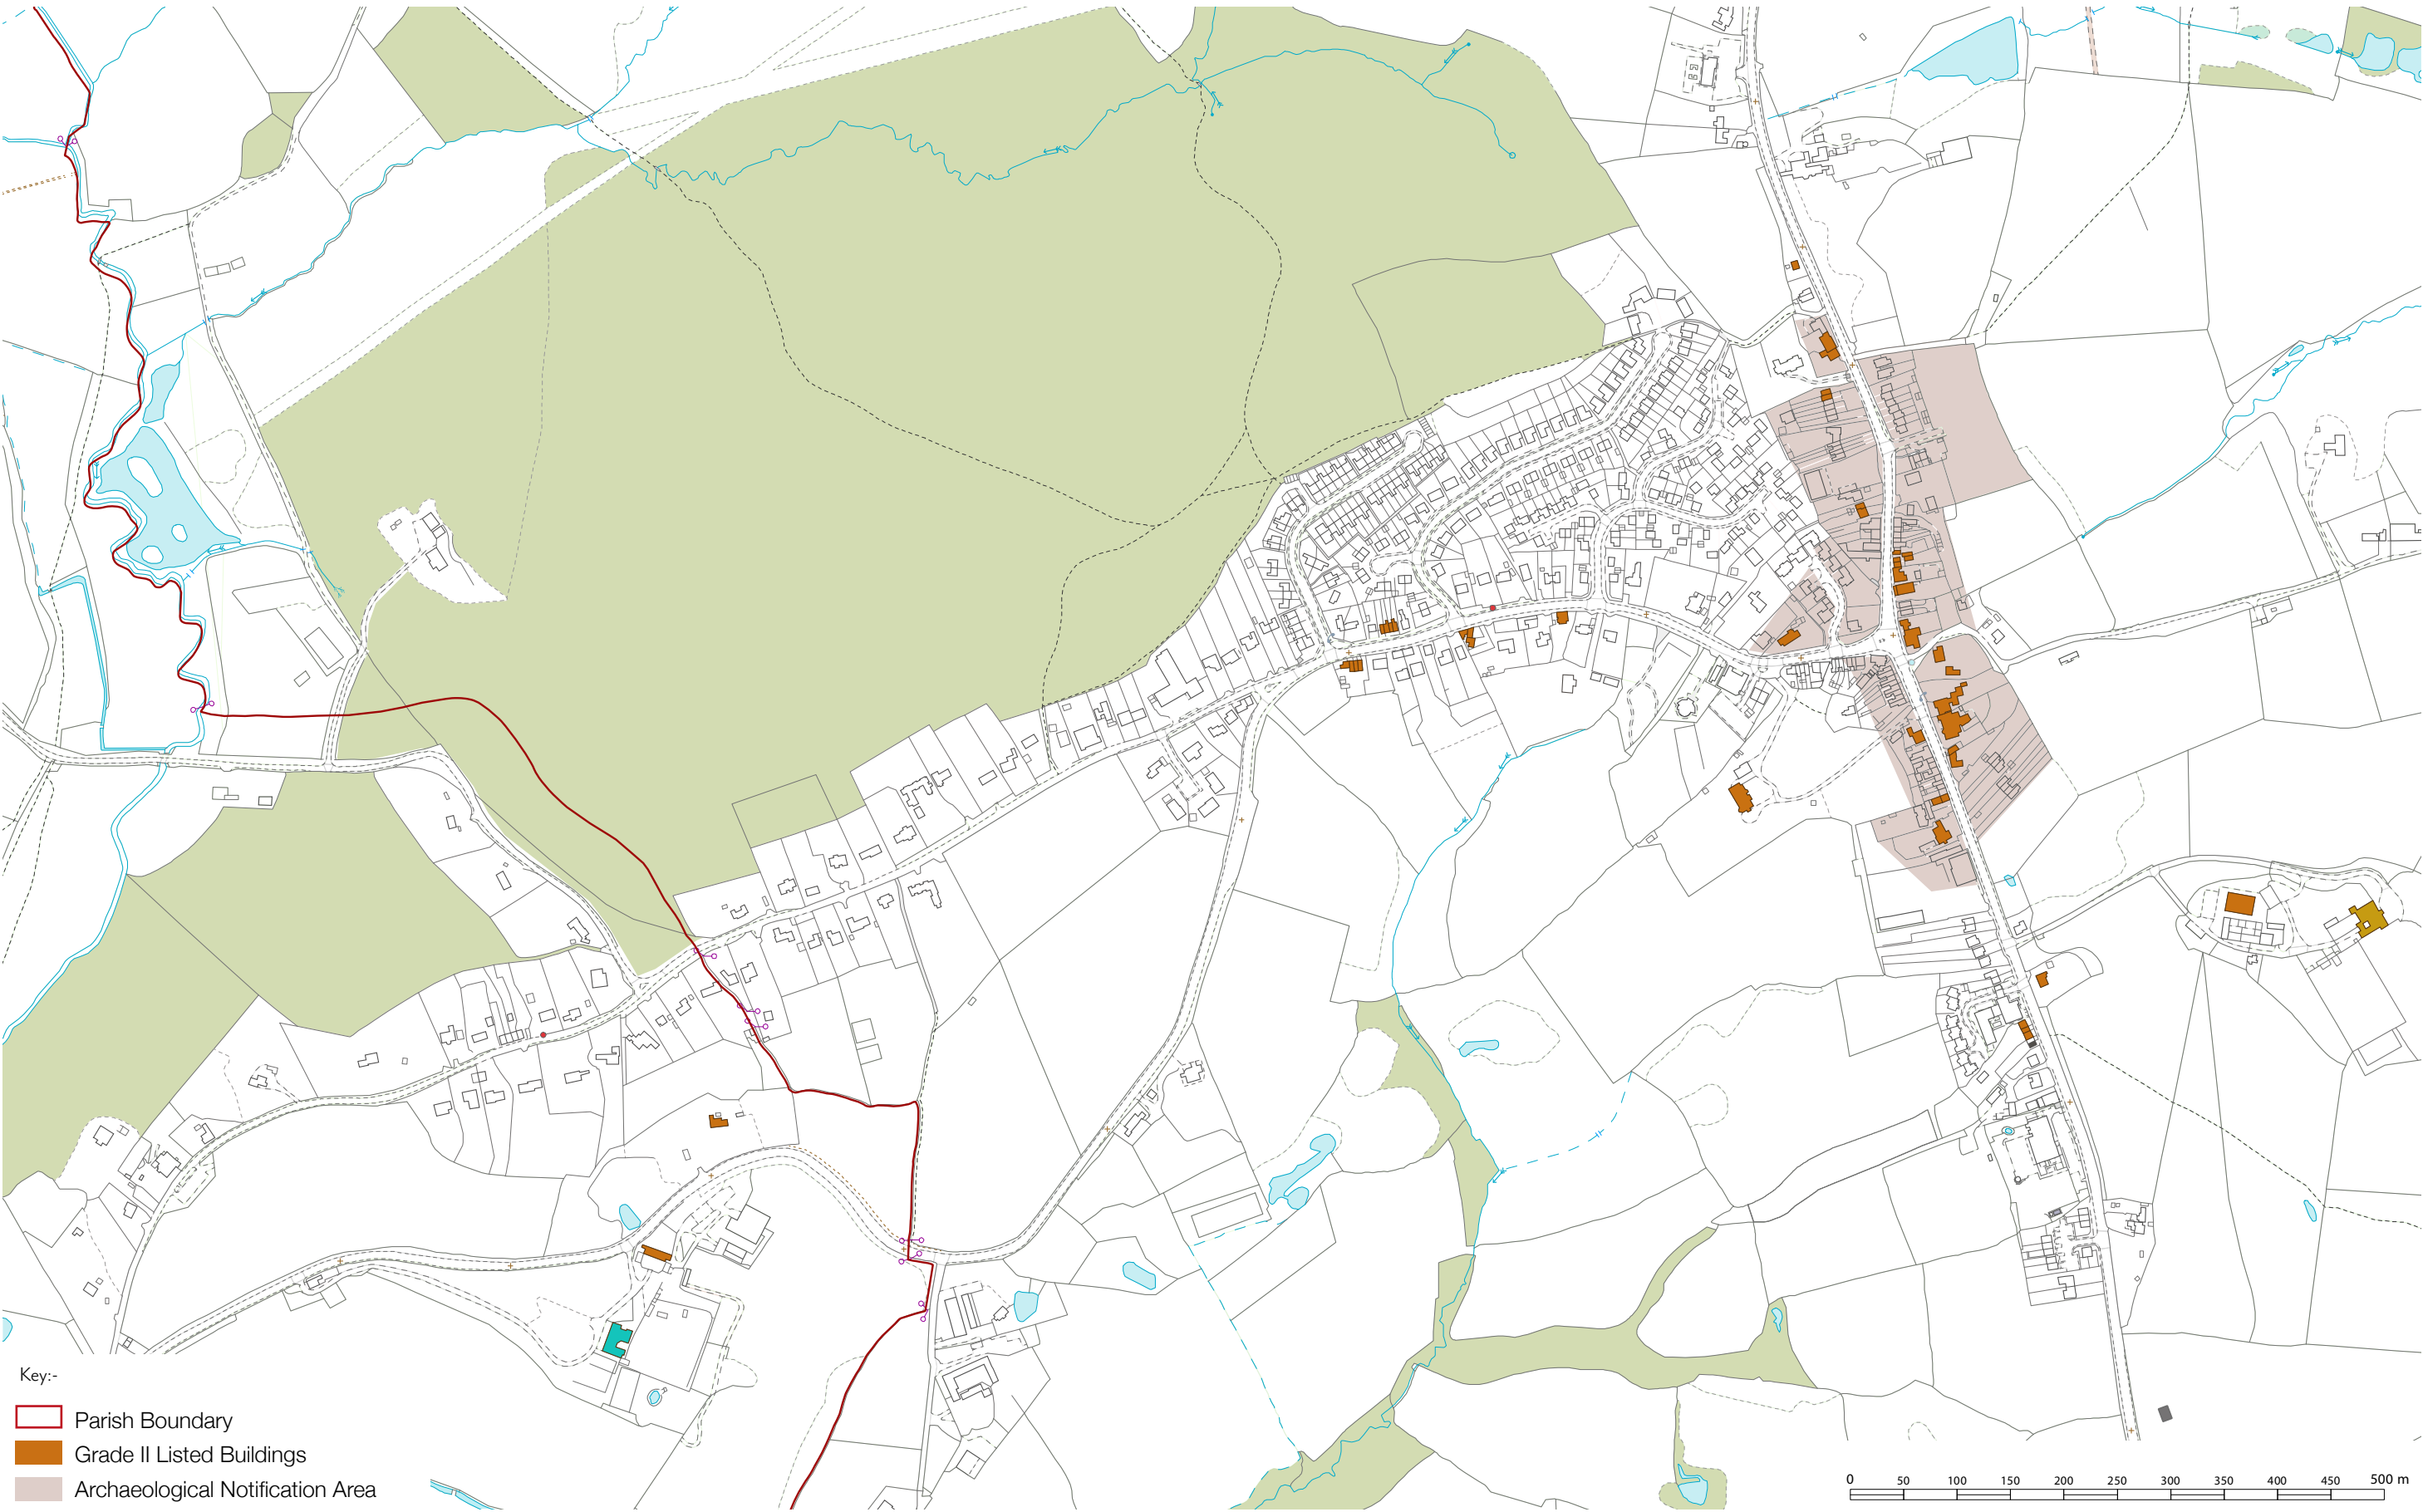 Key:-
Parish Boundary
Grade II Listed Buildings
Archaeological Notification Area
0 50 100 150 200 250 300 350 400 450 500 m